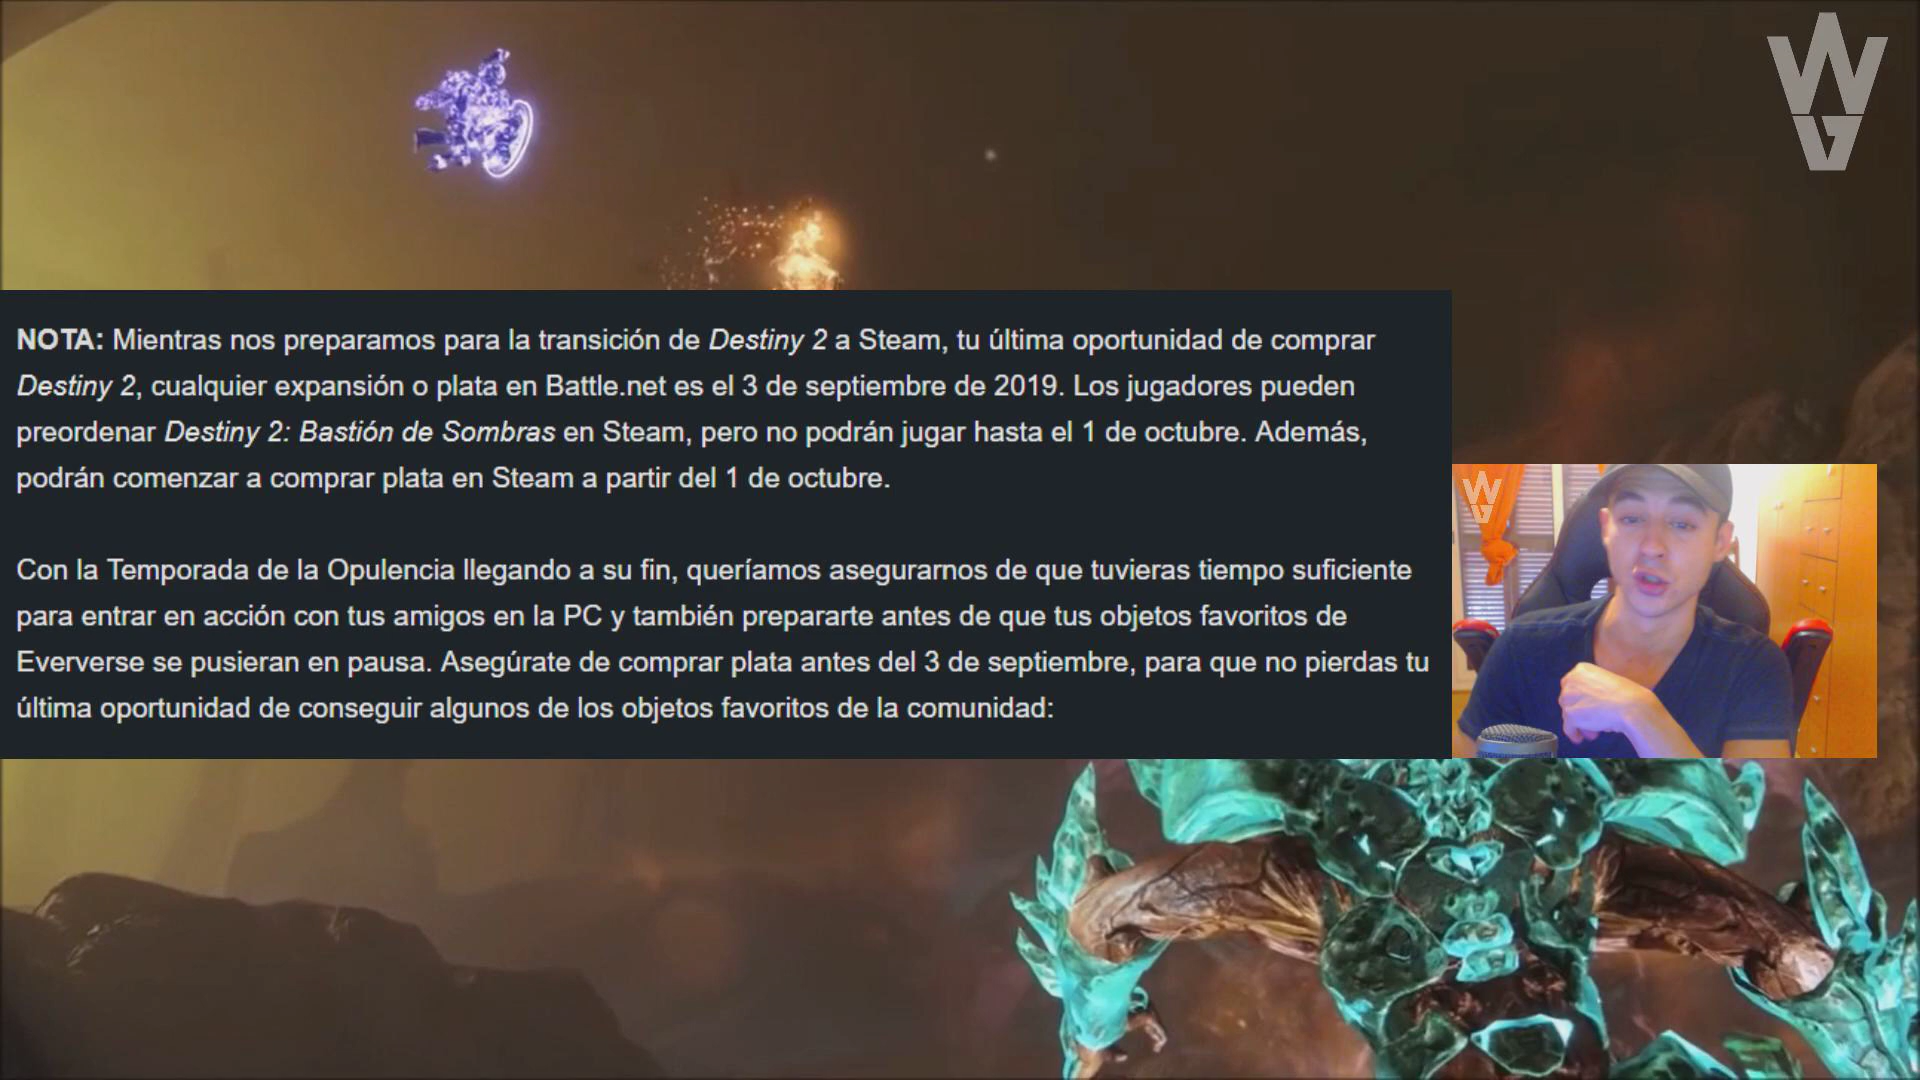 WG
NOTA: Mientras nos preparamos para la transición de Destiny 2 a Steam, tu última oportunidad de comprar
Destiny 2, cualquier expansión o plata en Battle.net es el 3 de septiembre de 2019. Los jugadores pueden
preordenar Destiny 2: Bastión de Sombras en Steam, pero no podrán jugar hasta el 1 de octubre. Además,
podrán comenzar a comprar plata en Steam a partir del 1 de octubre.
Con la Temporada de la Opulencia llegando a su fin, queríamos asegurarnos de que tuvieras tiempo suficiente
para entrar en acción con tus amigos en la PC y también prepararte antes de que tus objetos favoritos de
Eververse se pusieran en pausa. Asegúrate de comprar plata antes del 3 de septiembre, para que no pierdas tu
última oportunidad de conseguir algunos de los objetos favoritos de la comunidad:
WG